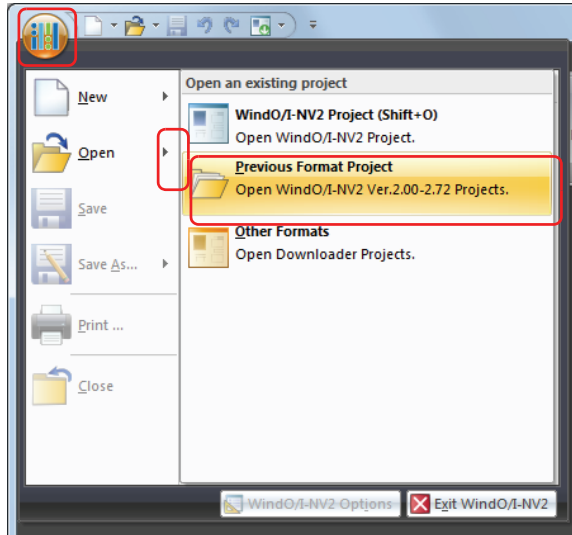 New
Open
Save
Save As...
Print ...
Close
Open an existing project
WindO/I-NV2 Project (Shift+O)
Open WindO/I-NV2 Project.
Previous Format Project
Open WindO/I-NV2 Ver.2.00-2.72 Projects.
Other Formats
Open Downloader Projects.
WindO/I-NV2 Options
Exit WindO/I-NV2